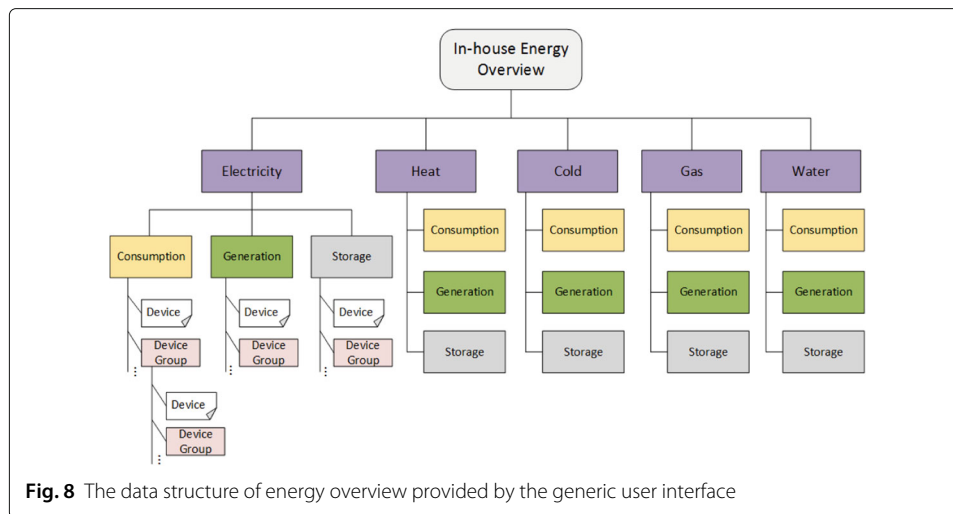 In-house Energy
Overview
Electricity
Heat
Cold
Gas
Water
Consumption
Generation
Storage
Device
Device
Group
⋮
Device
Device
Group
⋮
Device
Device
Group
⋮
Device
Device
Group
⋮
Consumption
Generation
Storage
Consumption
Generation
Storage
Consumption
Generation
Storage
Consumption
Generation
Storage
Fig. 8 The data structure of energy overview provided by the generic user interface